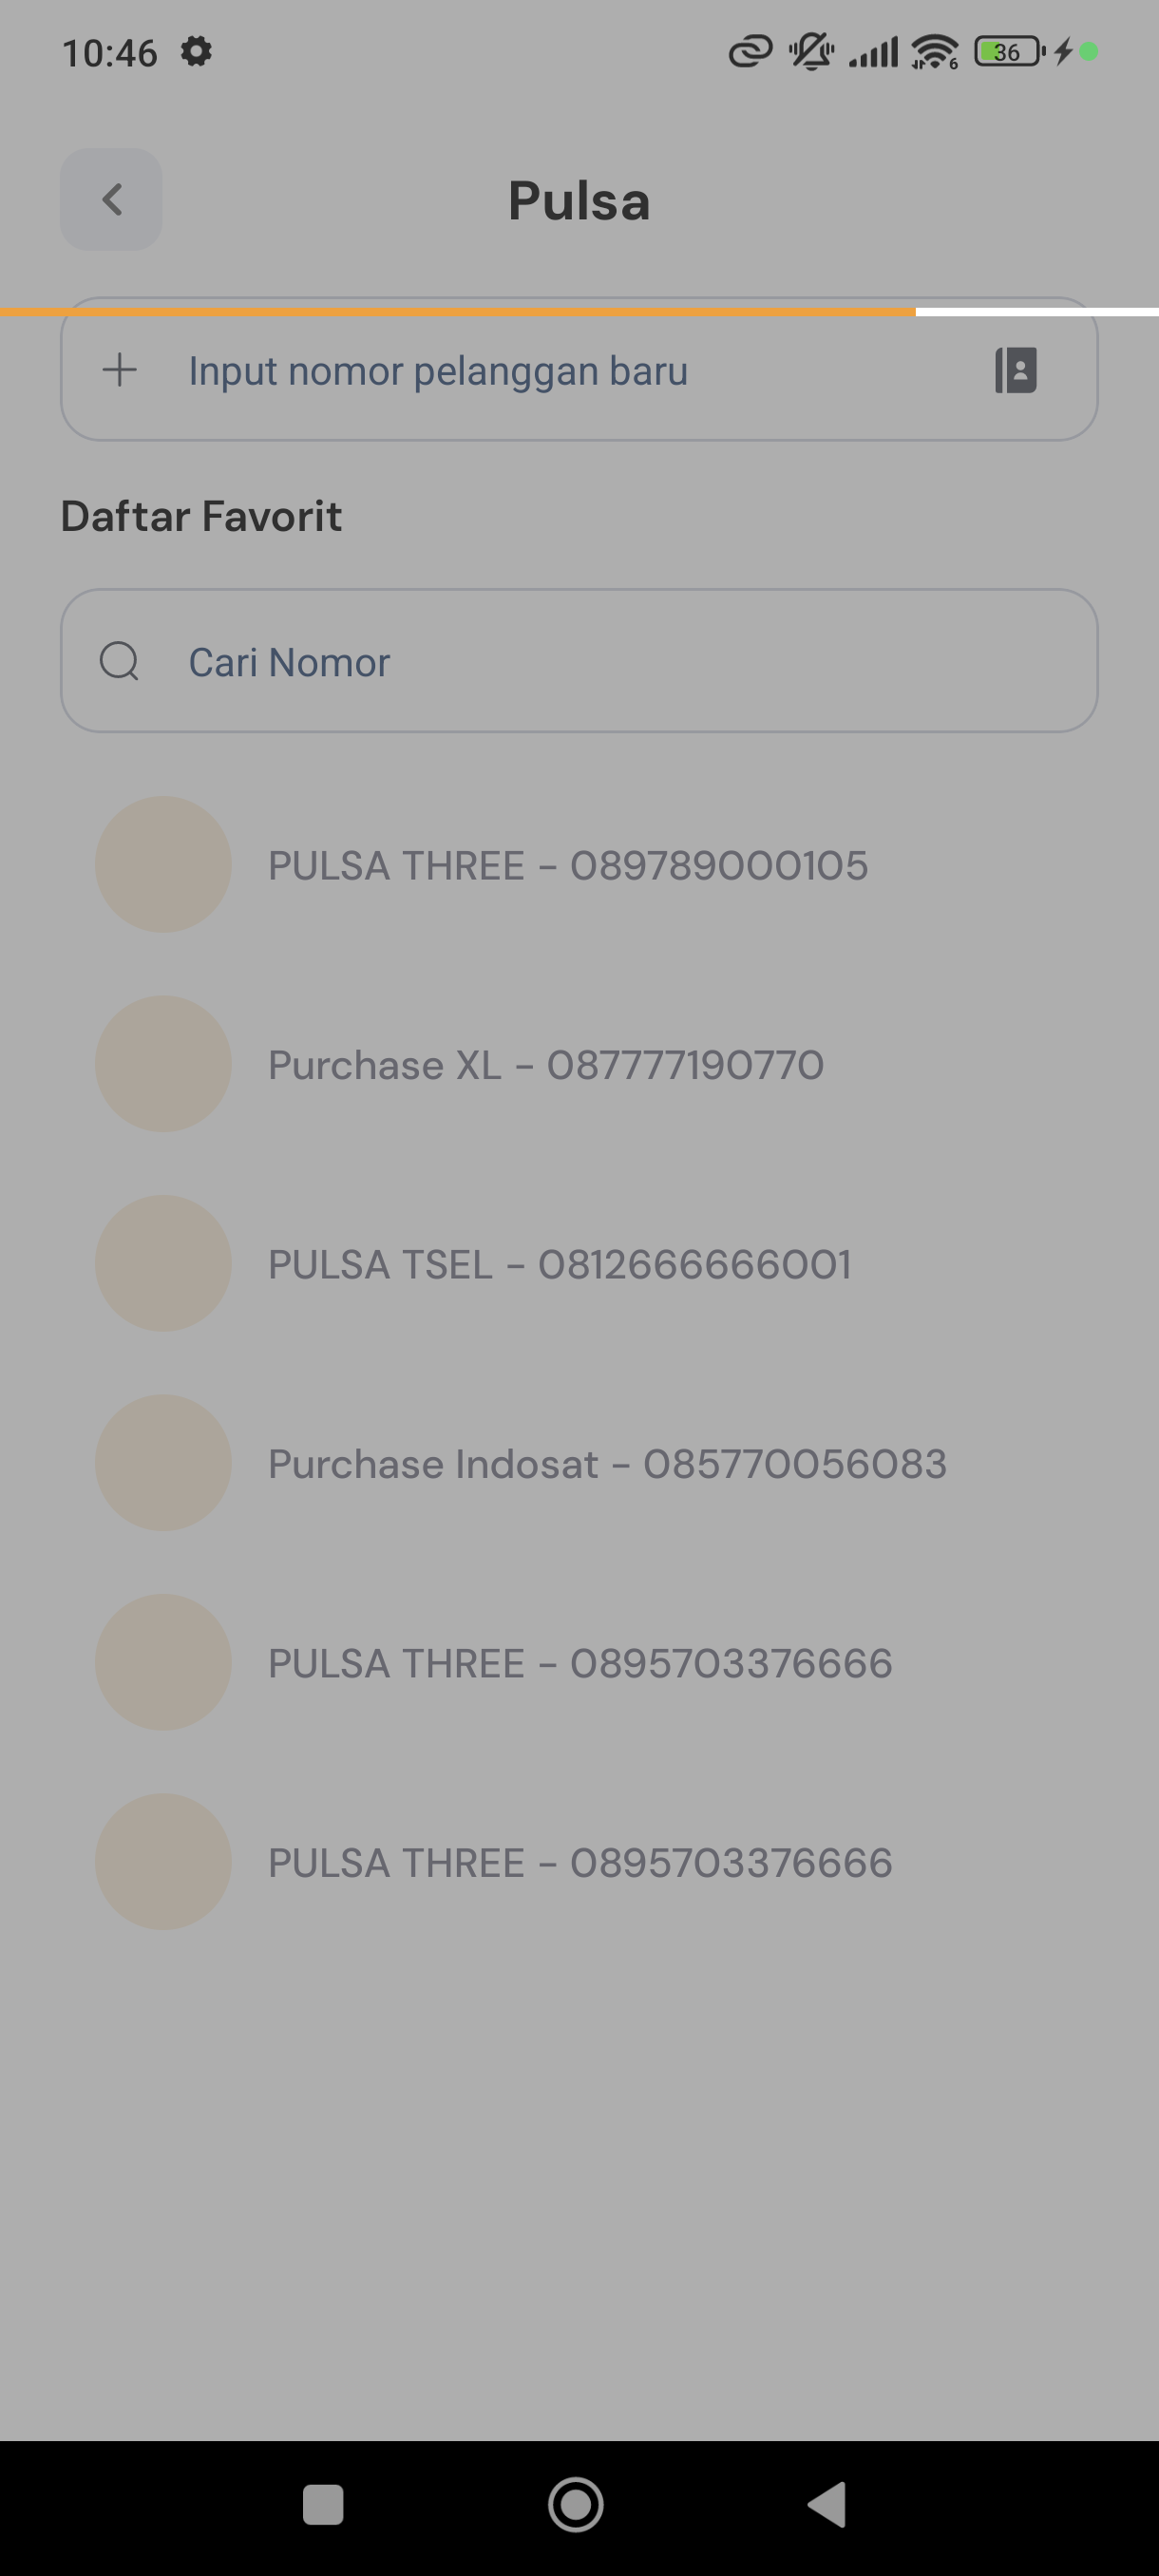 10:46
6
36
Pulsa
Input nomor pelanggan baru
Daftar Favorit
Cari Nomor
PULSA THREE - 089789000105
Purchase XL - 087777190770
PULSA TSEL - 0812666666001
Purchase Indosat - 085770056083
PULSA THREE - 0895703376666
PULSA THREE - 0895703376666